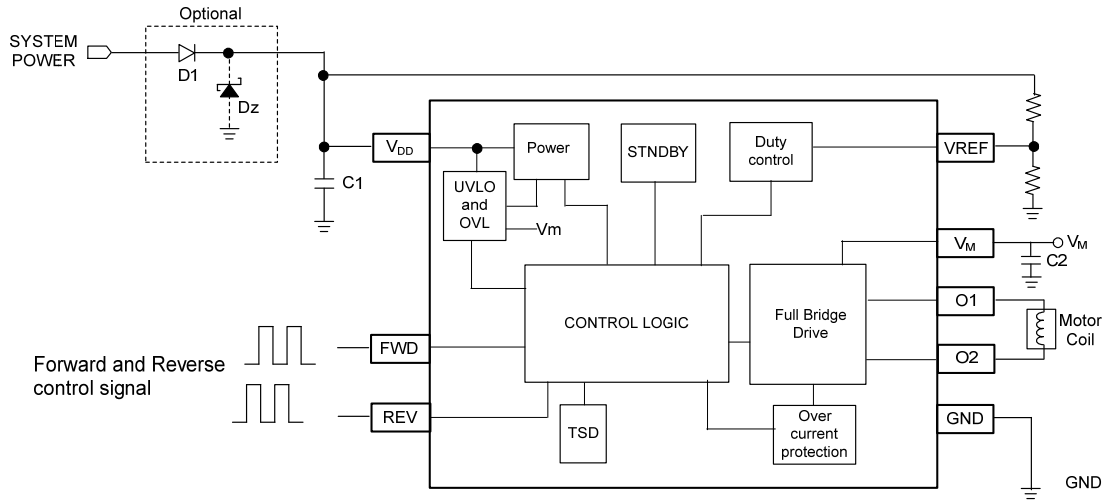 Optional
SYSTEM
POWER
D1
Dz
C1
VDD
Power
UVLO
and
OVL
Vm
STNDBY
Duty
control
VREF
VM
VM
C2
CONTROL LOGIC
Full Bridge
Drive
O1
O2
Motor
Coil
Forward and Reverse
control signal
FWD
REV
TSD
Over
current
protection
GND
GND